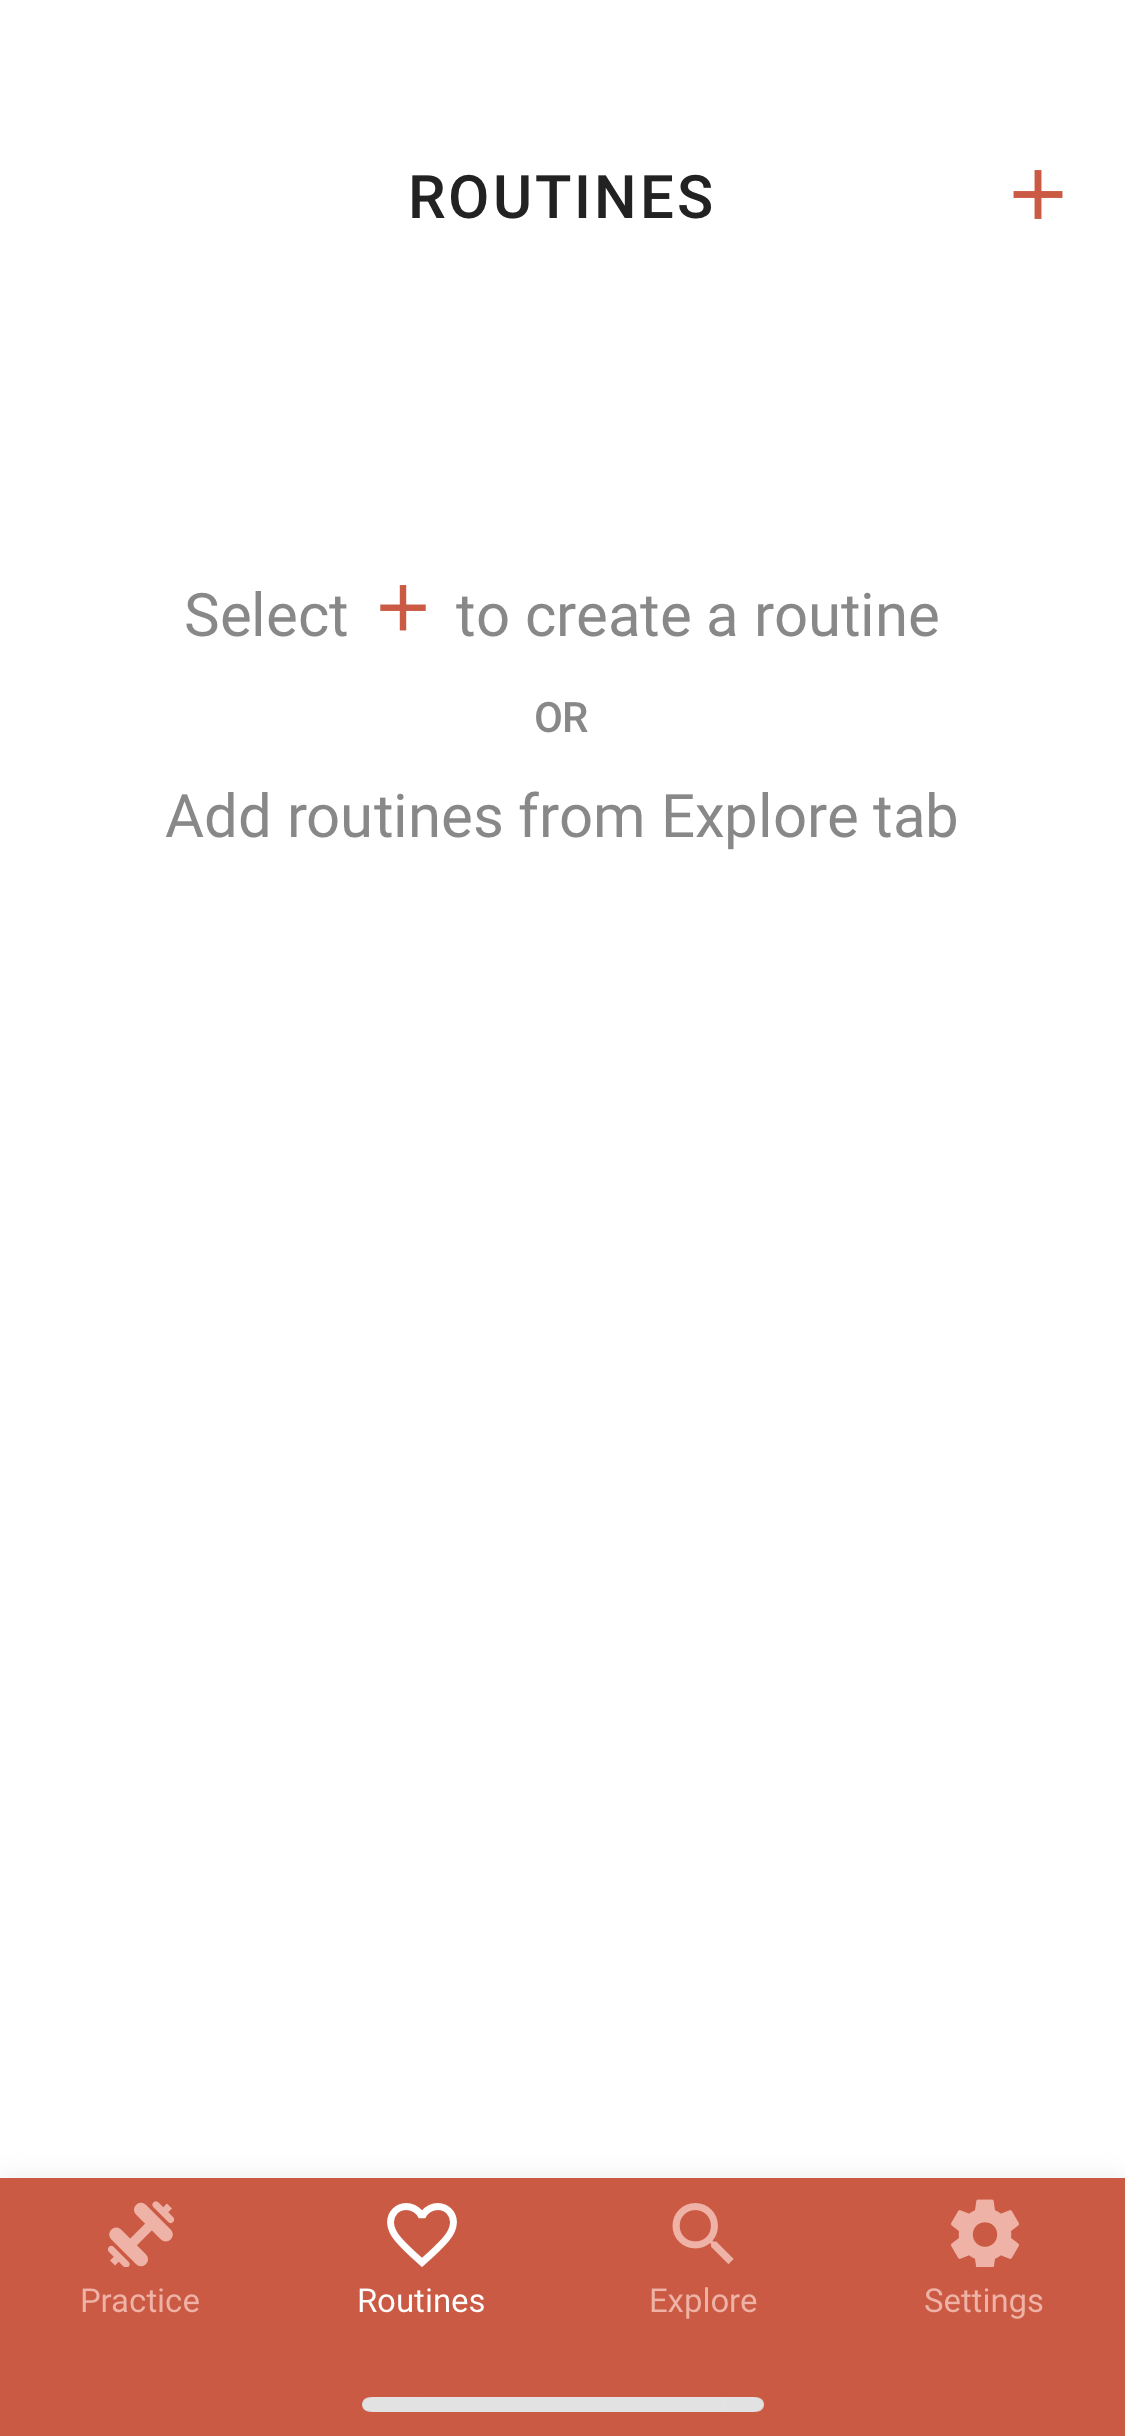 ROUTINES
Select + to create a routine
OR
Add routines from Explore tab
Practice Routines Explore Settings